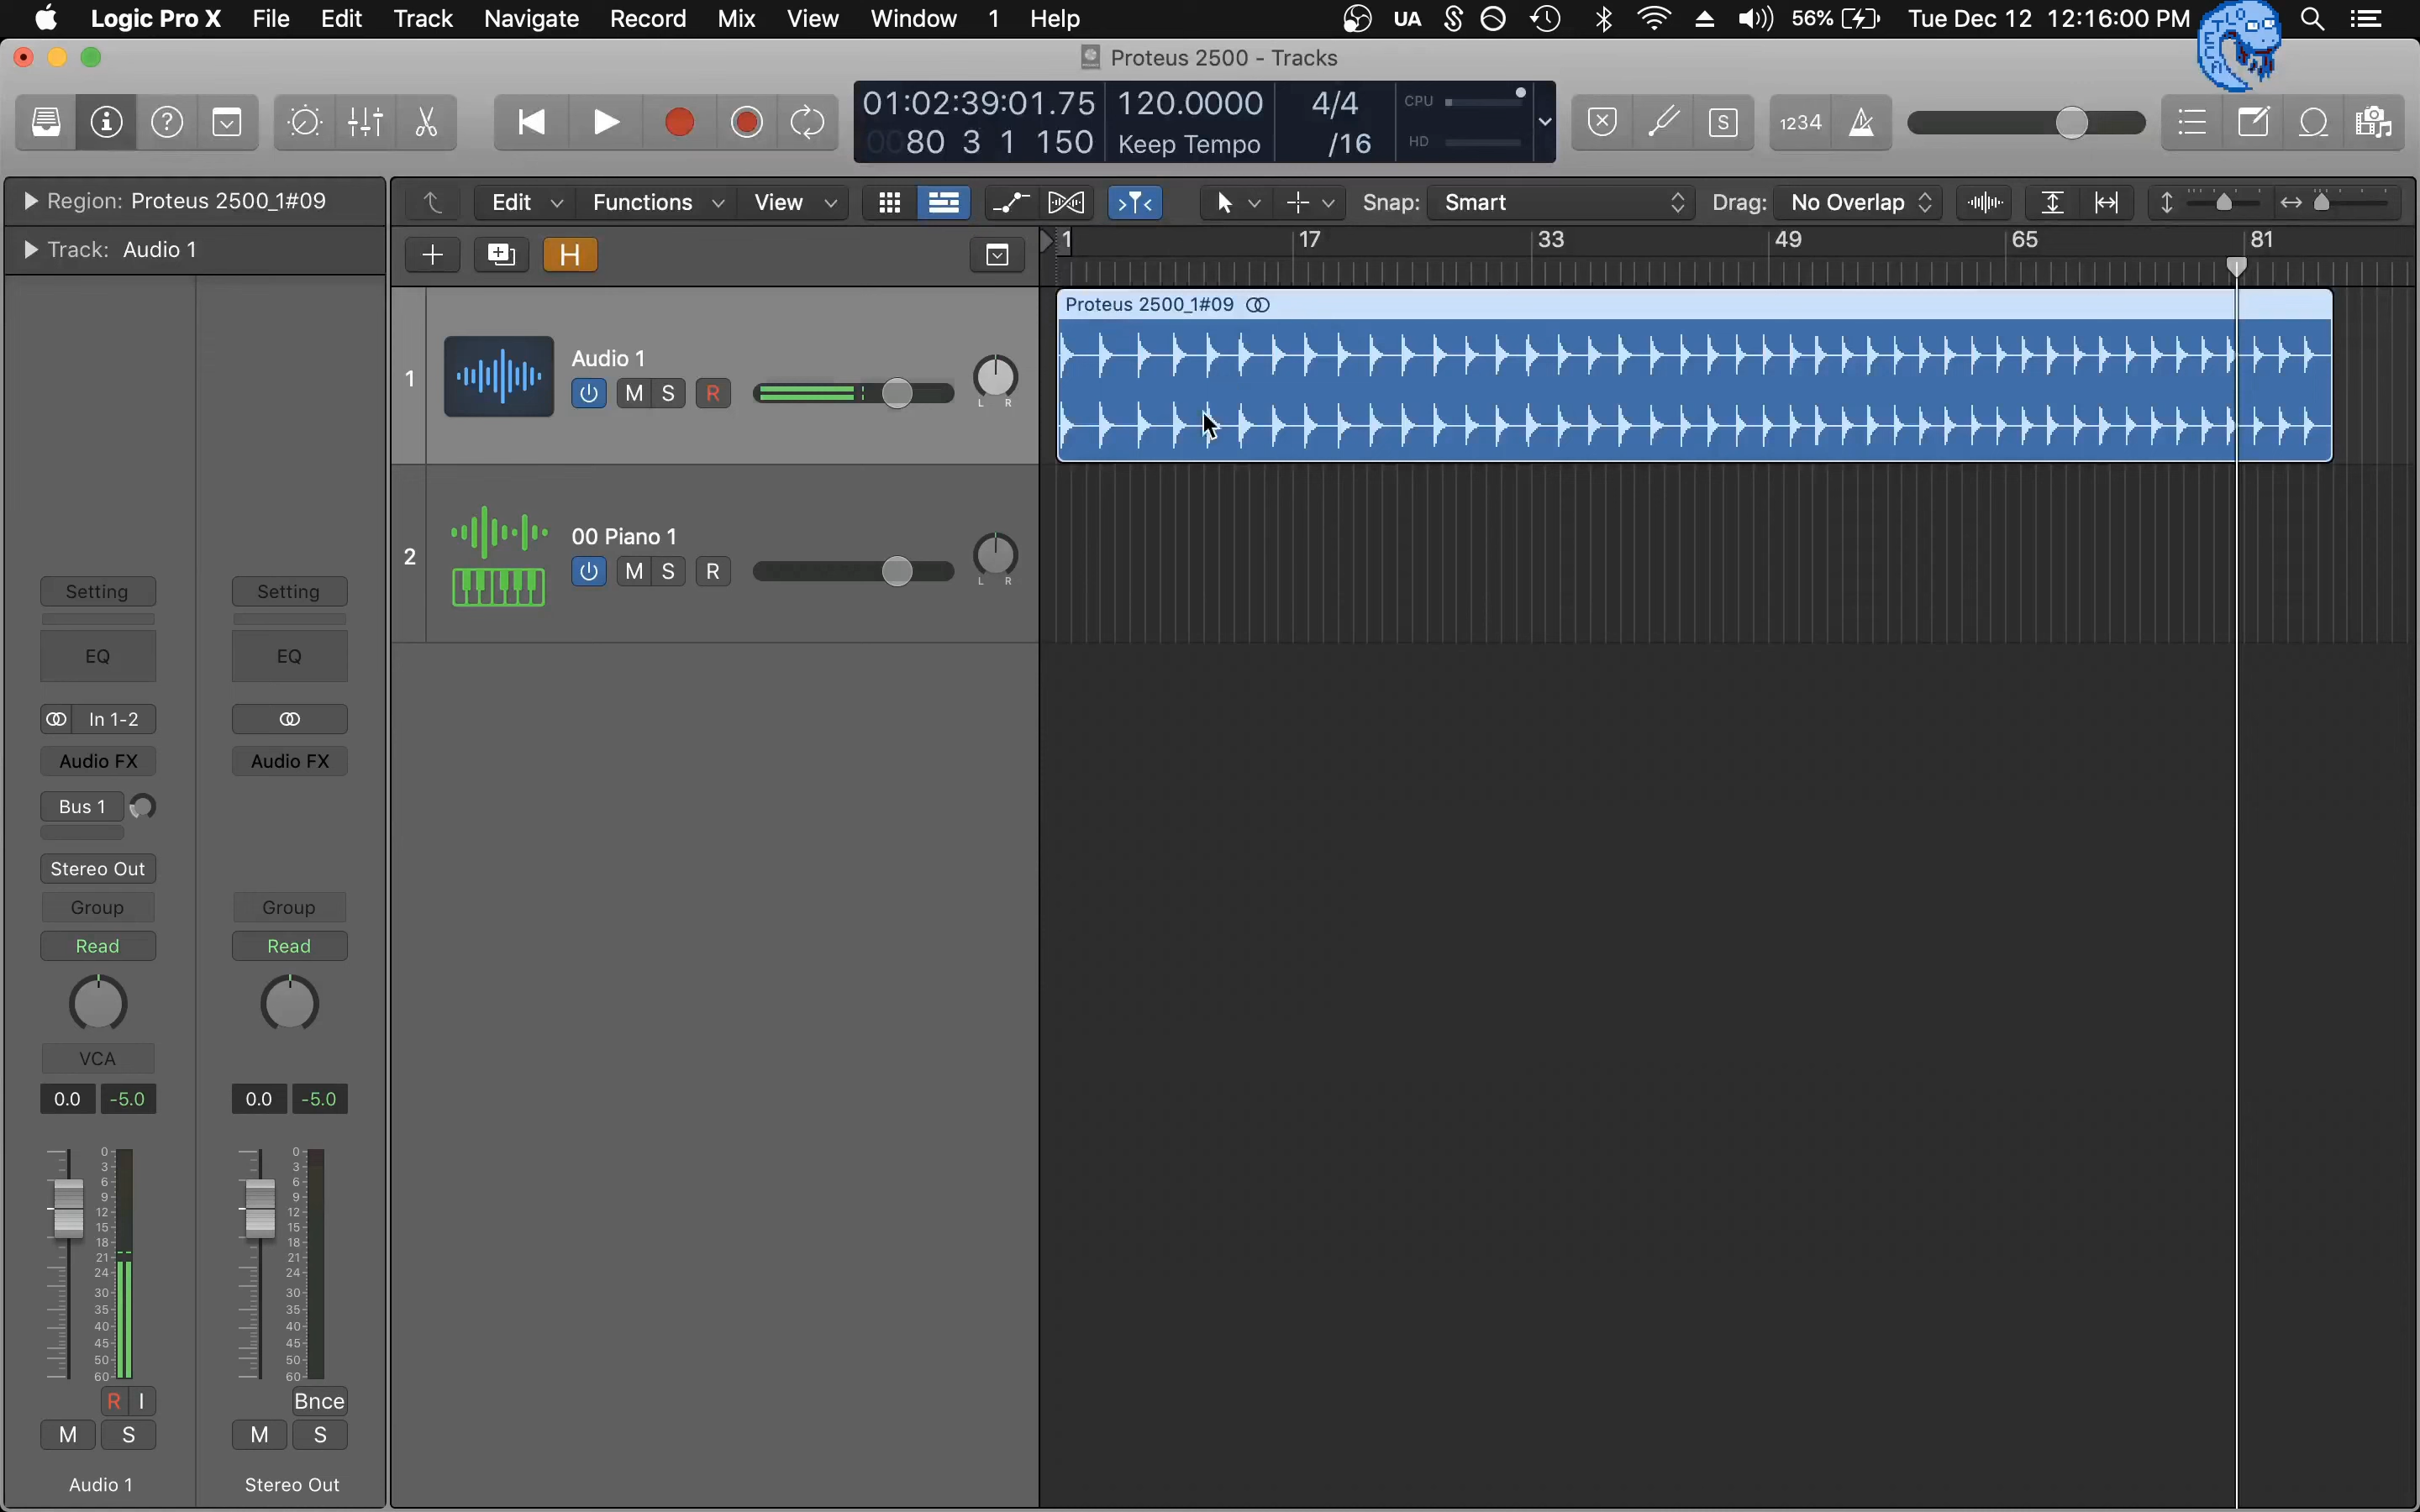 Logic Pro X File Edit Track Navigate Record Mix View Window 1 Help UA 56% Tue Dec 12 12:16:00 PM
Proteus 2500 - Tracks
01:02:39:01.75 120.0000 4/4 CPU
0080 3 1 150 Keep Tempo /16 HD
S 1234
Region: Proteus 2500_1#09
Edit Functions View Snap: Smart Drag: No Overlap
Track: Audio 1
H
1 17 33 49 65 81
Proteus 2500_1#09
1 Audio 1
M S R
L R
2 00 Piano 1
M S R
L R
Setting Setting
EQ EQ
In 1-2
Audio FX Audio FX
Bus 1
Stereo Out
Group Group
Read Read
VCA
0.0 -5.0 0.0 -5.0
0 0
3 3
6 6
9 9
12 12
15 15
18 18
21 21
24 24
30 30
35 35
40 40
45 45
50 50
60 60
R I Bnce
M S M S
Audio 1 Stereo Out